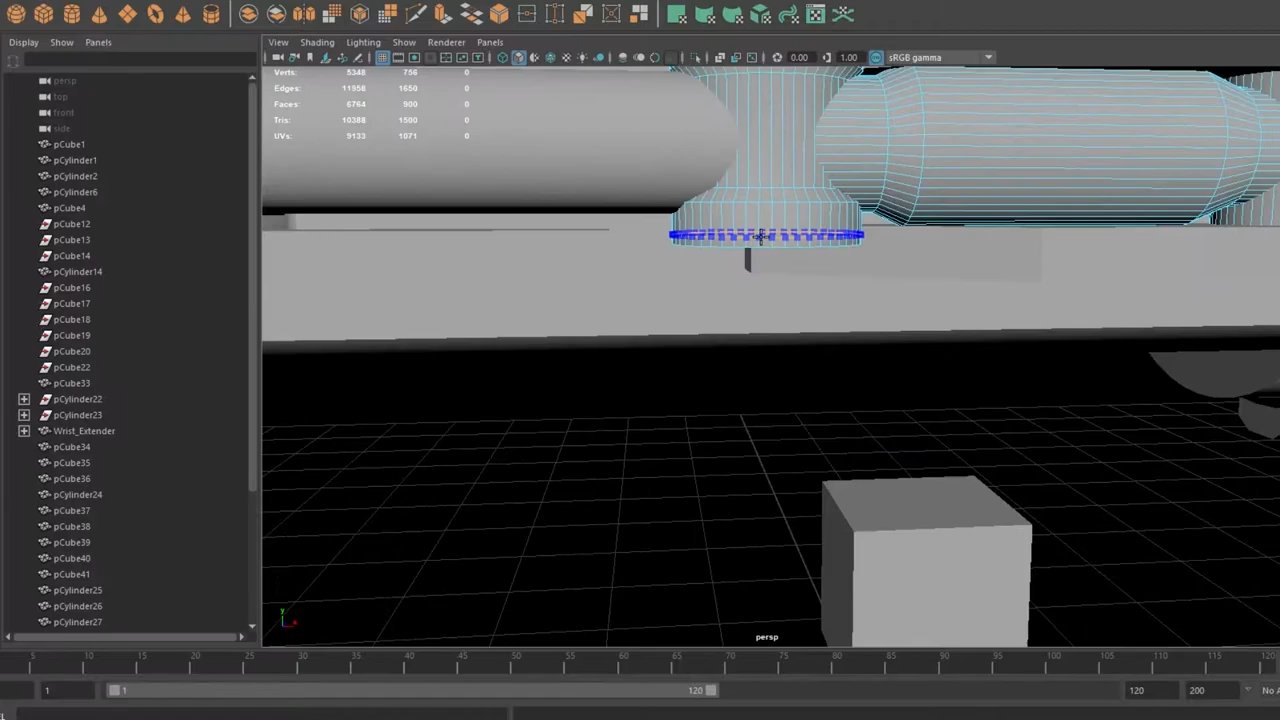 Display Show Panels
View Shading Lighting Show Renderer Panels
0.00 1.00 sRGB gamma
Verts: 5348 756 0
Edges: 11958 1650 0
Faces: 6764 900 0
Tris: 10388 1500 0
UVs: 9133 1071 0
persp
top
front
side
pCube1
pCylinder1
pCylinder2
pCylinder6
pCube4
pCube12
pCube13
pCube14
pCylinder14
pCube16
pCube17
pCube18
pCube19
pCube20
pCube22
pCube33
pCylinder22
pCylinder23
Wrist_Extender
pCube34
pCube35
pCube36
pCylinder24
pCube37
pCube38
pCube39
pCube40
pCube41
pCylinder25
pCylinder26
pCylinder27
y
persp
5 10 15 20 25 30 35 40 45 50 55 60 65 70 75 80 85 90 95 100 105 110 115 120
1 1 120 120 200 No